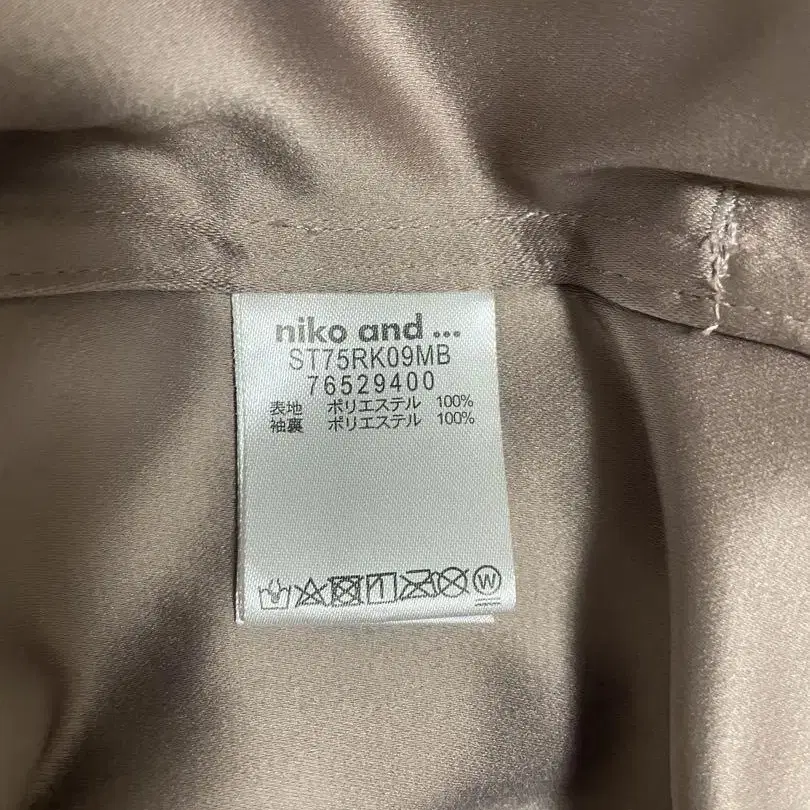 niko and ...
ST75RK09MB
76529400
表地 ポリエステル 100%
袖裏 ポリエステル 100%
W